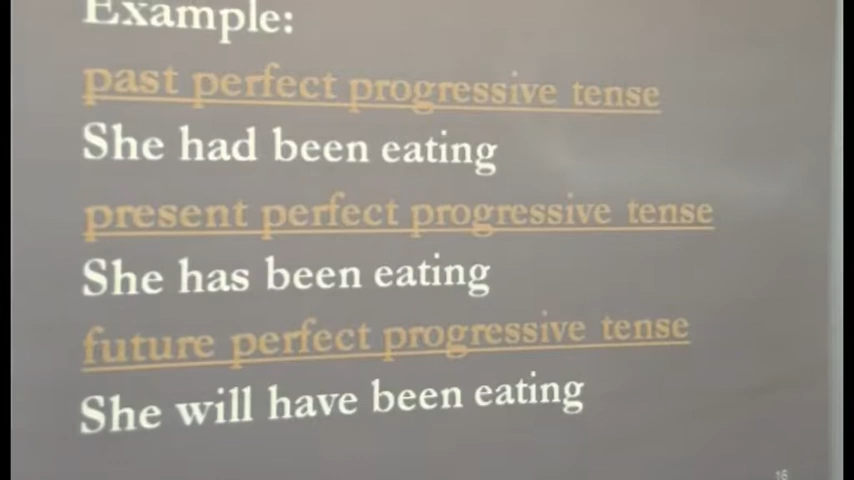 Example:
past perfect progressive tense
She had been eating
present perfect progressive tense
She has been eating
future perfect progressive tense
She will have been eating
16